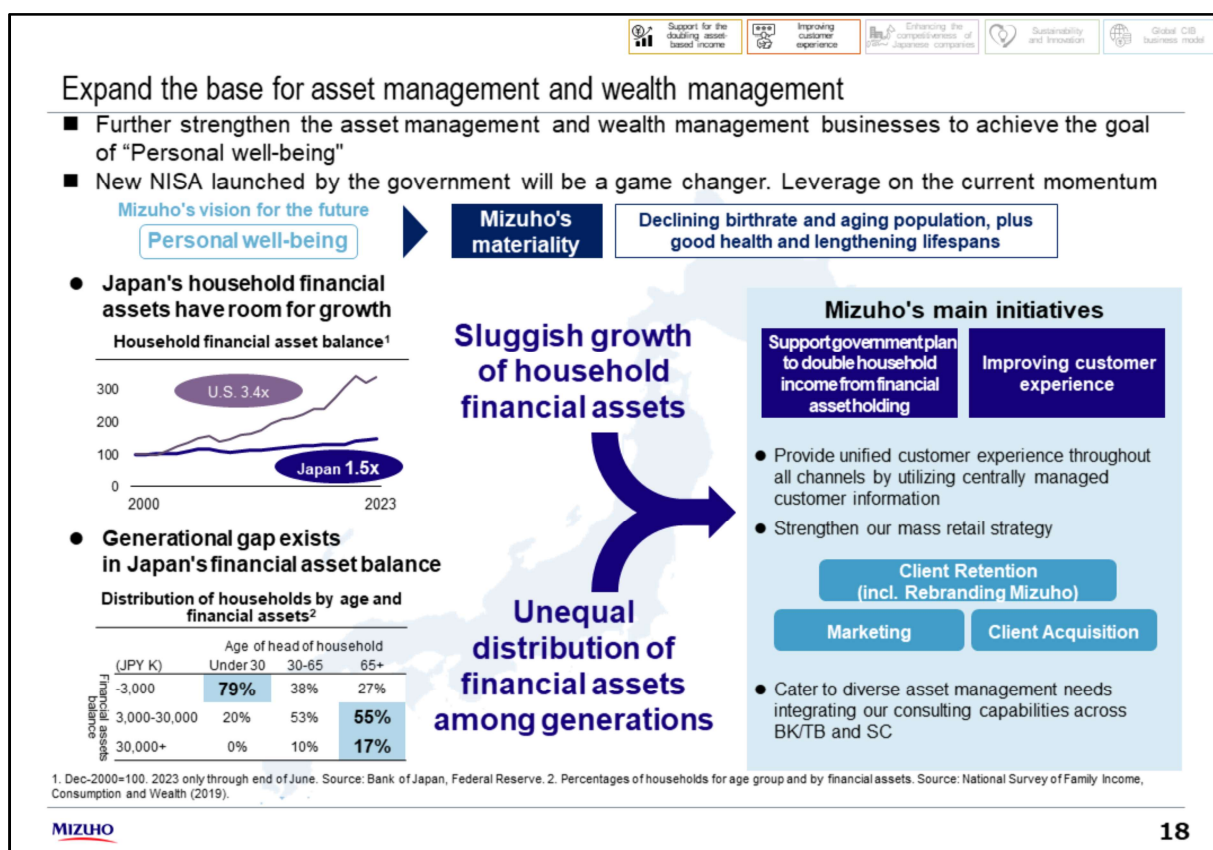 Support for the
doubling asset-
based income
Improving
customer
experience
Enhancing the
competitiveness of
Japanese companies
Sustainability
and Innovation
Global CIB
business model
Expand the base for asset management and wealth management
■ Further strengthen the asset management and wealth management businesses to achieve the goal
of “Personal well-being"
■ New NISA launched by the government will be a game changer. Leverage on the current momentum
Mizuho's vision for the future
Personal well-being
Mizuho's
materiality
Declining birthrate and aging population, plus
good health and lengthening lifespans
● Japan's household financial
assets have room for growth
Household financial asset balance¹
300
200
100
0
U.S. 3.4x
Japan 1.5x
2000 2023
● Generational gap exists
in Japan's financial asset balance
Distribution of households by age and
financial assets²
Age of head of household
(JPY K) Under 30 30-65 65+
Financial assets
balance
-3,000 79% 38% 27%
3,000-30,000 20% 53% 55%
30,000+ 0% 10% 17%
Sluggish growth
of household
financial assets
Unequal
distribution of
financial assets
among generations
Mizuho's main initiatives
Support government plan
to double household
income from financial
asset holding
Improving customer
experience
● Provide unified customer experience throughout
all channels by utilizing centrally managed
customer information
● Strengthen our mass retail strategy
Client Retention
(incl. Rebranding Mizuho)
Marketing
Client Acquisition
● Cater to diverse asset management needs
integrating our consulting capabilities across
BK/TB and SC
1. Dec-2000=100. 2023 only through end of June. Source: Bank of Japan, Federal Reserve. 2. Percentages of households for age group and by financial assets. Source: National Survey of Family Income,
Consumption and Wealth (2019).
MIZUHO
18